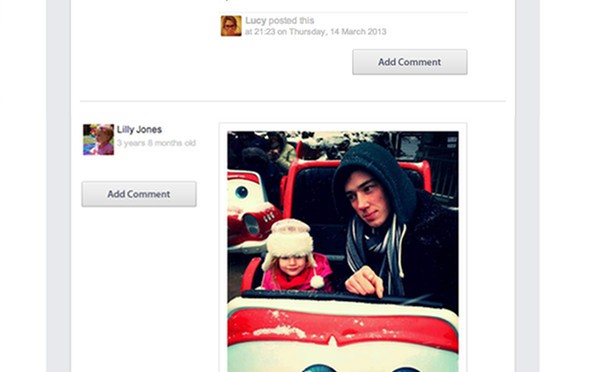 Lucy posted this
at 21:23 on Thursday, 14 March 2013
Add Comment
Lilly Jones
3 years 8 months old
Add Comment